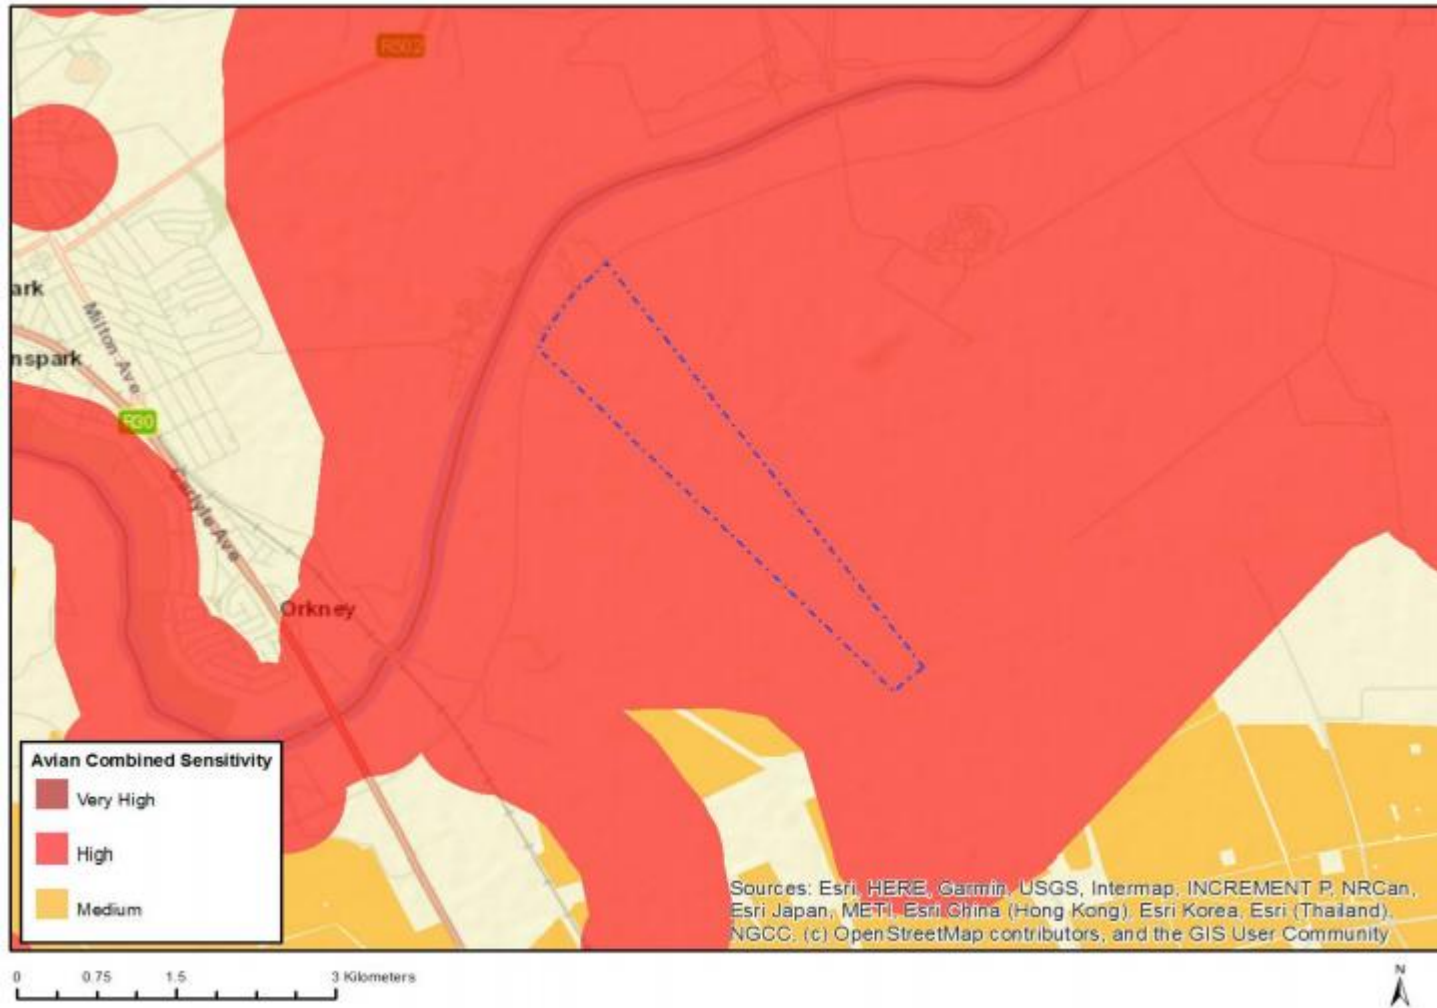 R502
ark
Milton Ave
nspark
R30
Carlyle Ave
Orkney
Avian Combined Sensitivity
Very High
High
Medium
Sources: Esri, HERE, Garmin, USGS, Intermap, INCREMENT P, NRCan,
Esri Japan, METI, Esri China (Hong Kong), Esri Korea, Esri (Thailand),
NGCC, (c) OpenStreetMap contributors, and the GIS User Community
0 0.75 1.5 3 Kilometers
N